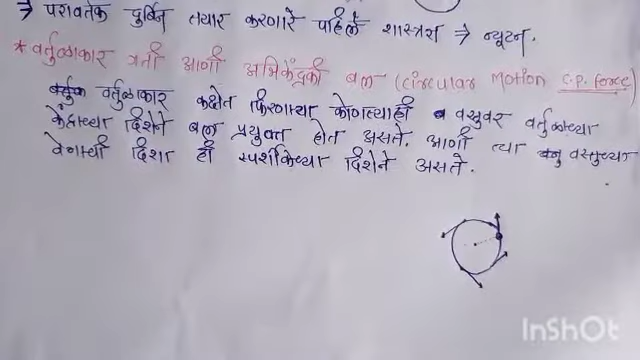 → परावर्तक दुर्बिन तयार करणारे पहिले शास्त्रज्ञ ⇒ न्यूटन.
* वर्तुळाकार गती आणी अभिकेंद्रकी बल (circular Motion C.P. force)
वर्तुळाकार कक्षेत फिरणाऱ्या कोणत्याही वस्तुवर वर्तुळाच्या
केंद्राच्या दिशेने बल प्रयुक्त होत असते. आणी त्या वस्तुच्या
वेगाची दिशा ही स्पर्शिकेच्या दिशेने असते.
InShOt